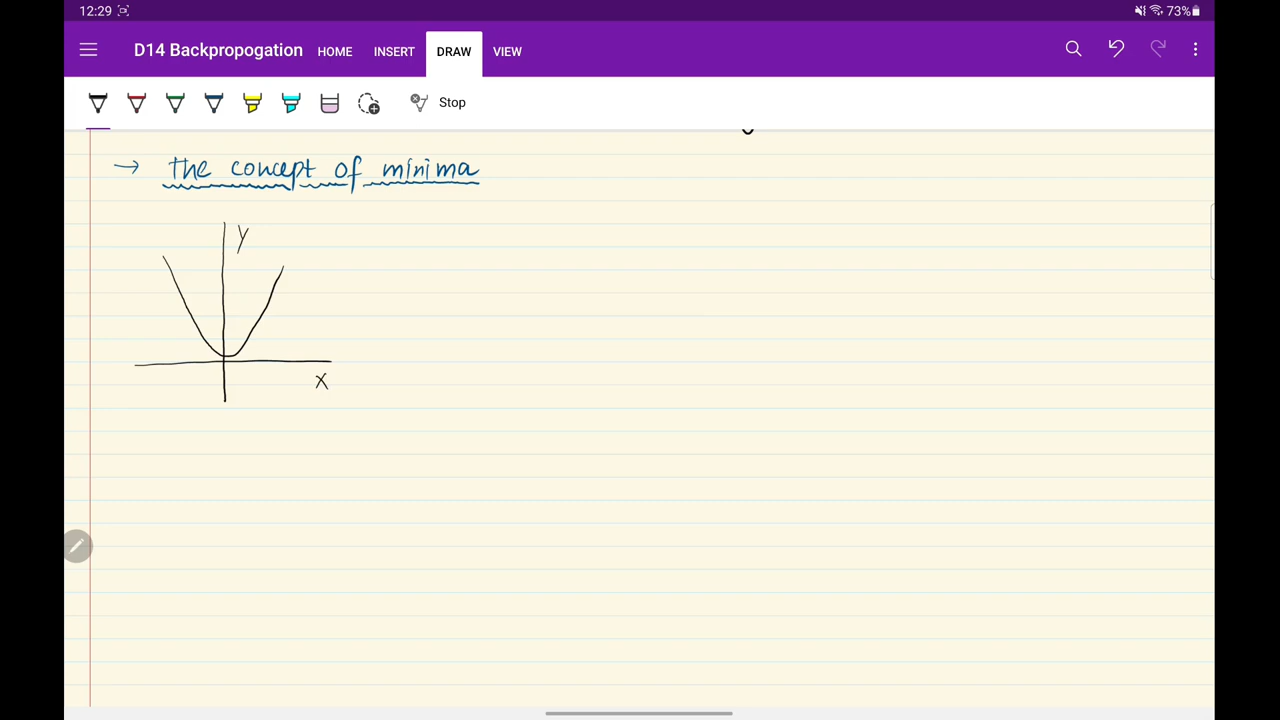 12:29 73%
D14 Backpropogation HOME INSERT DRAW VIEW
Stop
→ The concept of minima
y
x